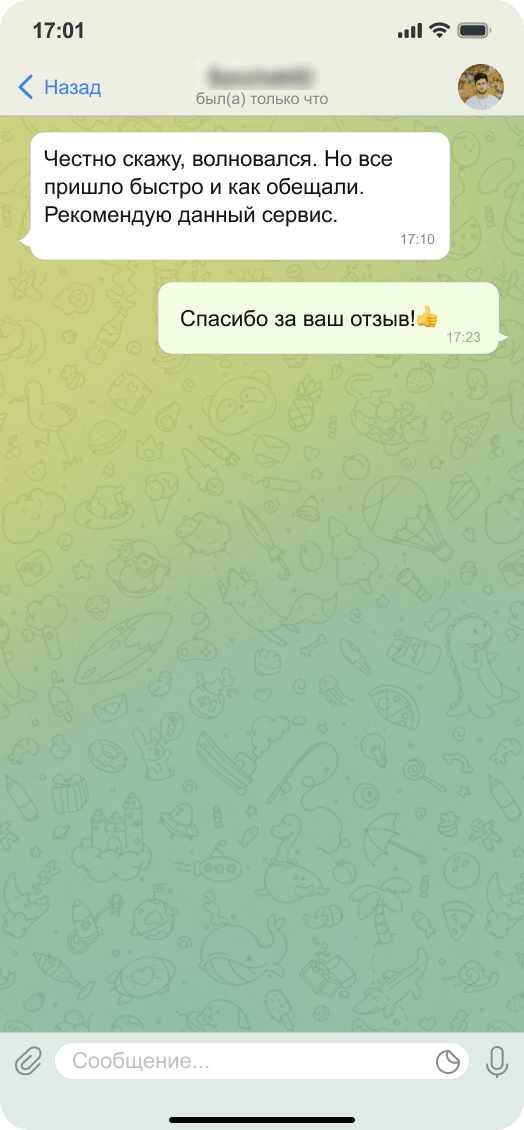 17:01
Назад
был(а) только что
Честно скажу, волновался. Но все
пришло быстро и как обещали.
Рекомендую данный сервис.
17:10
Спасибо за ваш отзыв!👍
17:23
Сообщение...